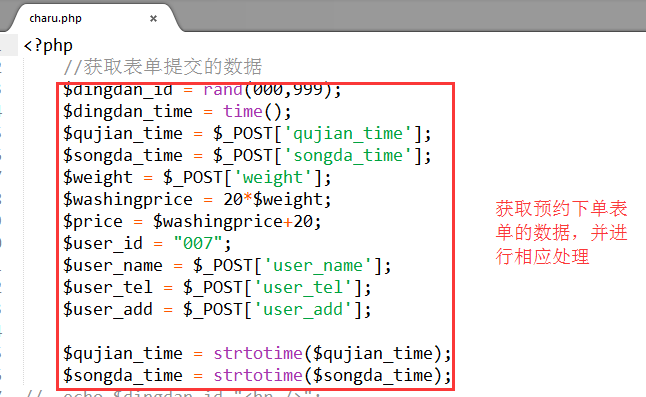 charu.php ×
<?php
//获取表单提交的数据
$dingdan_id = rand(000,999);
$dingdan_time = time();
$qujian_time = $_POST['qujian_time'];
$songda_time = $_POST['songda_time'];
$weight = $_POST['weight'];
$washingprice = 20*$weight;
$price = $washingprice+20;
$user_id = "007";
$user_name = $_POST['user_name'];
$user_tel = $_POST['user_tel'];
$user_add = $_POST['user_add'];
$qujian_time = strtotime($qujian_time);
$songda_time = strtotime($songda_time);
// echo $dingdan_id."<br />";
获取预约下单表
单的数据，并进
行相应处理